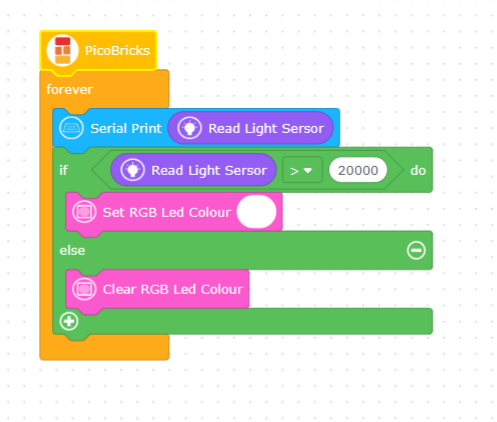 PicoBricks
forever
Serial Print Read Light Sersor
if Read Light Sersor > 20000 do
Set RGB Led Colour
else
Clear RGB Led Colour